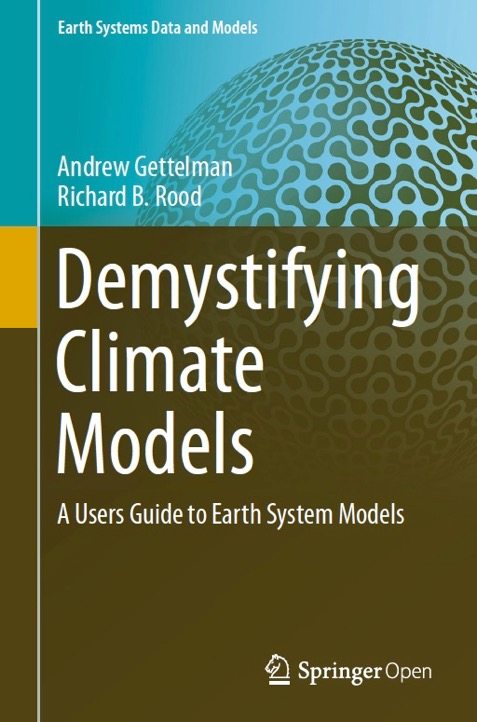 Earth Systems Data and Models
Andrew Gettelman
Richard B. Rood
Demystifying
Climate
Models
A Users Guide to Earth System Models
Springer Open